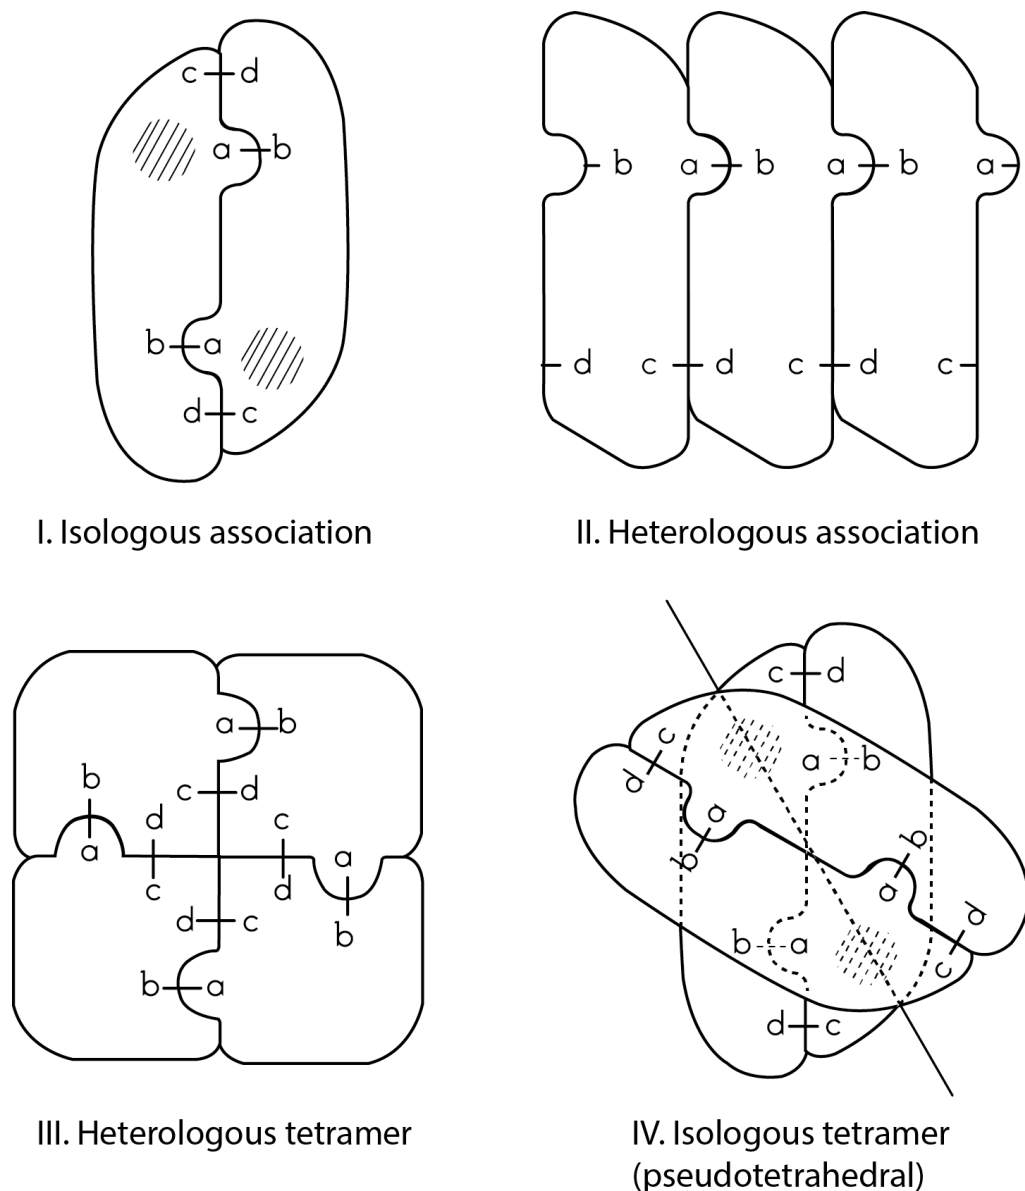 c d
a b
b a
d c
b a b a b a
d c d c d c
I. Isologous association
II. Heterologous association
a b
b
c d
d c
a a
c d
d c
b
b a
c d
c
d
a b
a
b
b
a
d
b a
c
d c
III. Heterologous tetramer
IV. Isologous tetramer
(pseudotetrahedral)